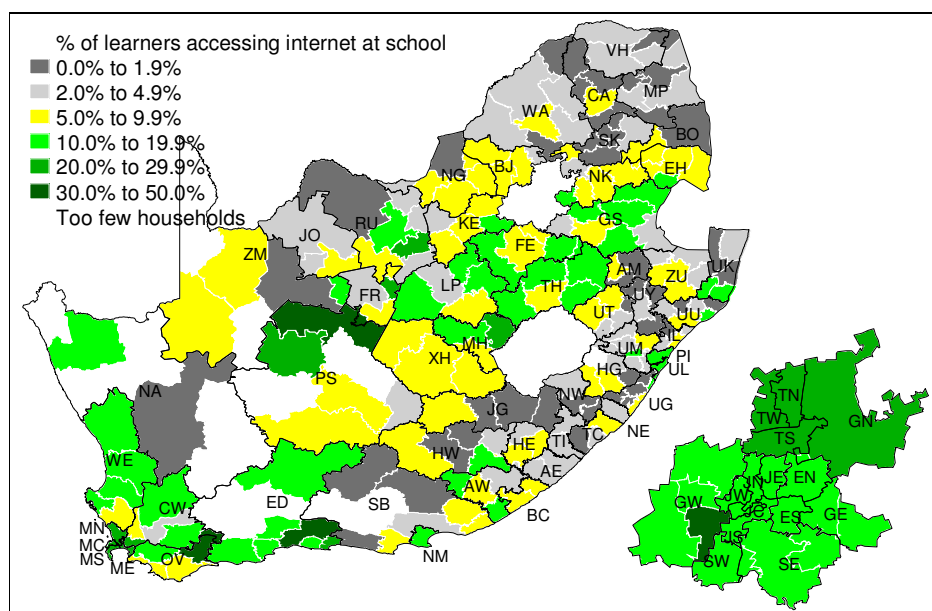 % of learners accessing internet at school
0.0% to 1.9%
2.0% to 4.9%
5.0% to 9.9%
10.0% to 19.9%
20.0% to 29.9%
30.0% to 50.0%
Too few households
VH
CA
MP
WA
SK
BO
BJ
NG
NK
EH
RU
JO
KE
GS
ZM
FE
AM
ZU
UK
FR
LP
TH
UY
UT
UU
MH
IL
XH
UM
PI
UL
PS
HG
NA
NW
UG
JG
NE
TC
TI
HE
HW
WE
AE
AW
CW
ED
SB
BC
MN
MC
MS
ME
OV
NM
TN
GN
TW
TS
JN
JE
EN
JW
GW
JC
ES
GE
JS
SW
SE